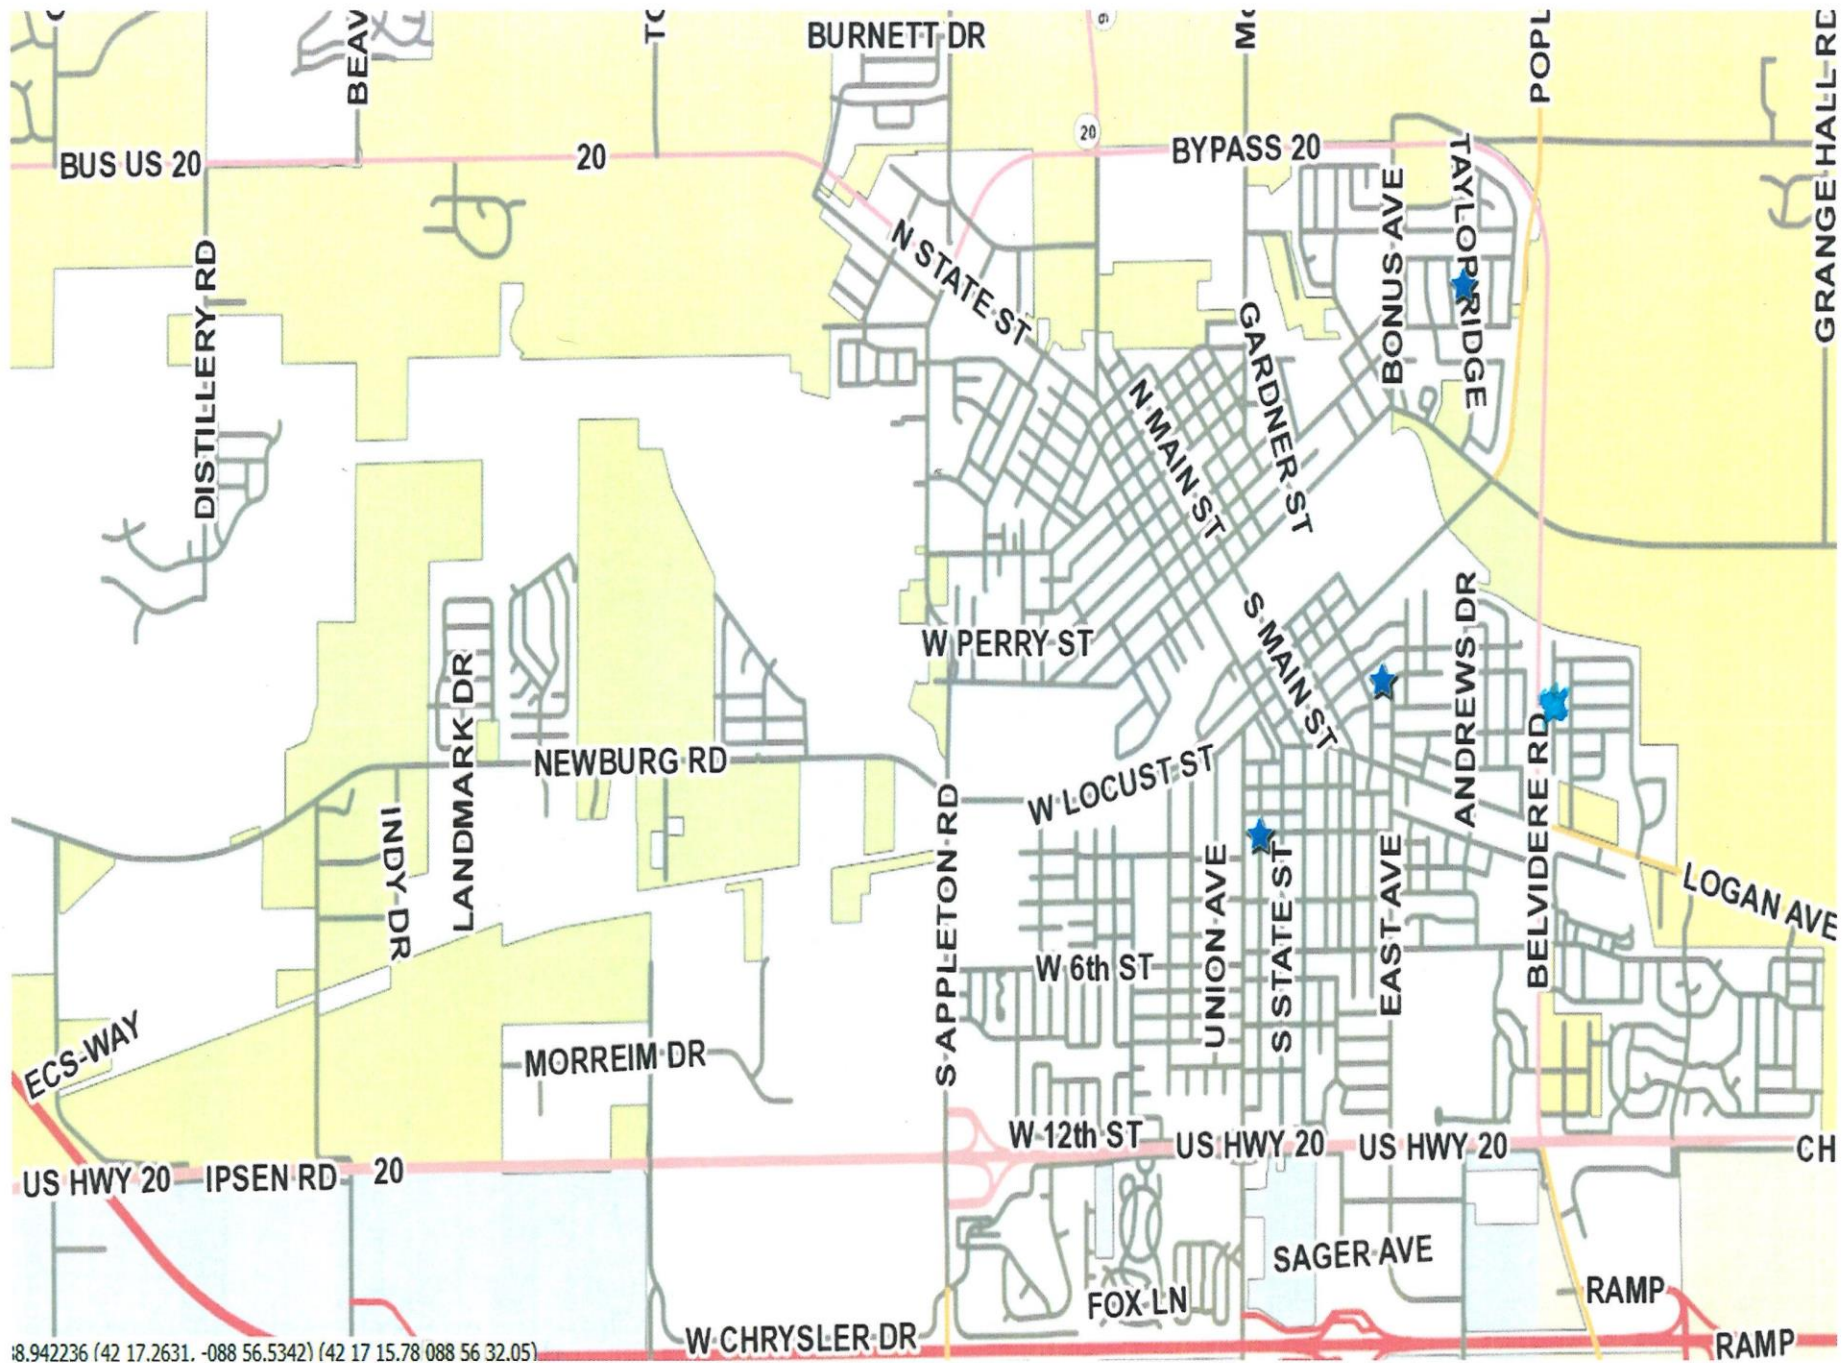 BURNETT DR
BEAV
POPL
GRANGE HALL RD
20
BUS US 20
20
BYPASS 20
TAYLOR RIDGE
BONUS AVE
N STATE ST
DISTILLERY RD
GARDNER ST
N MAIN ST
W PERRY ST
S MAIN ST
ANDREWS DR
LANDMARK DR
NEWBURG RD
W LOCUST ST
BELVIDERE RD
INDY DR
S APPLETON RD
UNION AVE
S STATE ST
EAST AVE
LOGAN AVE
W 6th ST
ECS-WAY
MORREIM DR
W 12th ST
US HWY 20
US HWY 20
CH
US HWY 20
IPSEN RD
20
SAGER AVE
FOX LN
RAMP
W CHRYSLER DR
RAMP
8.942236 (42 17.2631, -088 56.5342) (42 17 15.78 088 56 32.05)